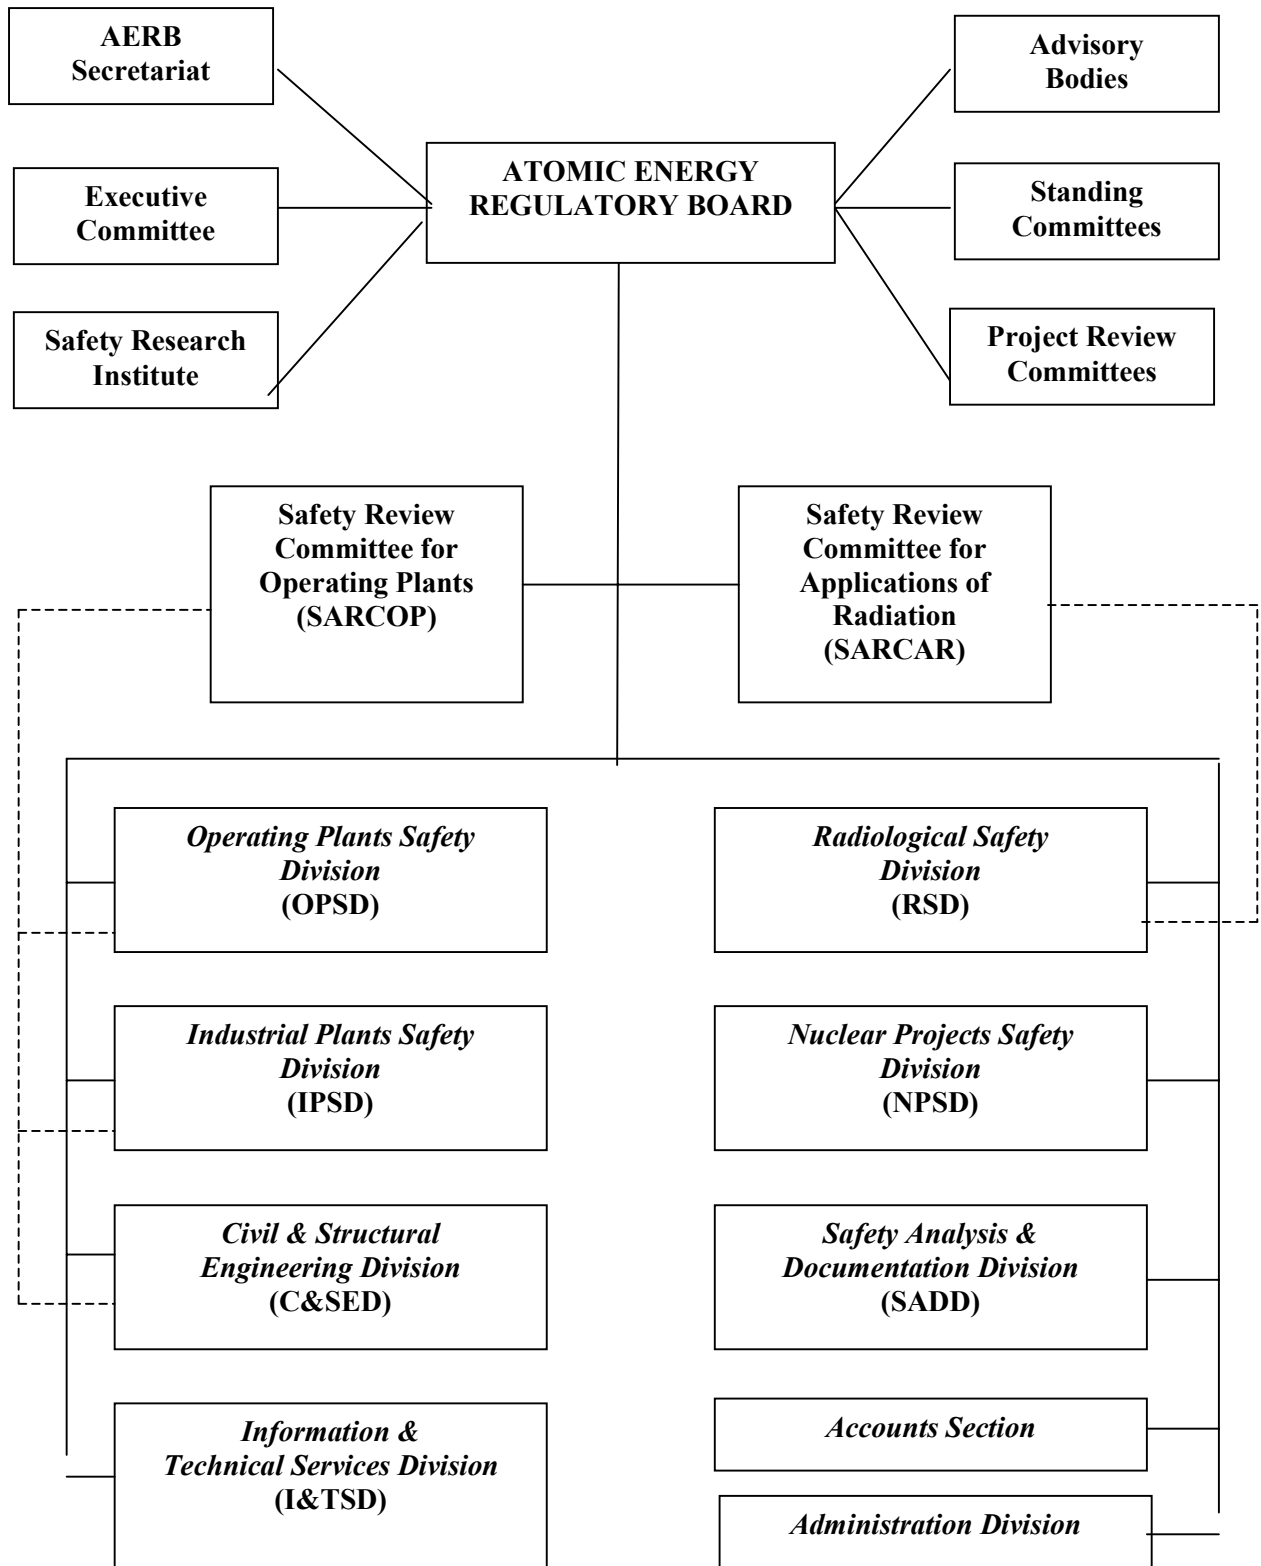 AERB
Secretariat
Advisory
Bodies
ATOMIC ENERGY
REGULATORY BOARD
Executive
Committee
Standing
Committees
Safety Research
Institute
Project Review
Committees
Safety Review
Committee for
Operating Plants
(SARCOP)
Safety Review
Committee for
Applications of
Radiation
(SARCAR)
Operating Plants Safety
Division
(OPSD)
Radiological Safety
Division
(RSD)
Industrial Plants Safety
Division
(IPSD)
Nuclear Projects Safety
Division
(NPSD)
Civil & Structural
Engineering Division
(C&SED)
Safety Analysis &
Documentation Division
(SADD)
Information &
Technical Services Division
(I&TSD)
Accounts Section
Administration Division